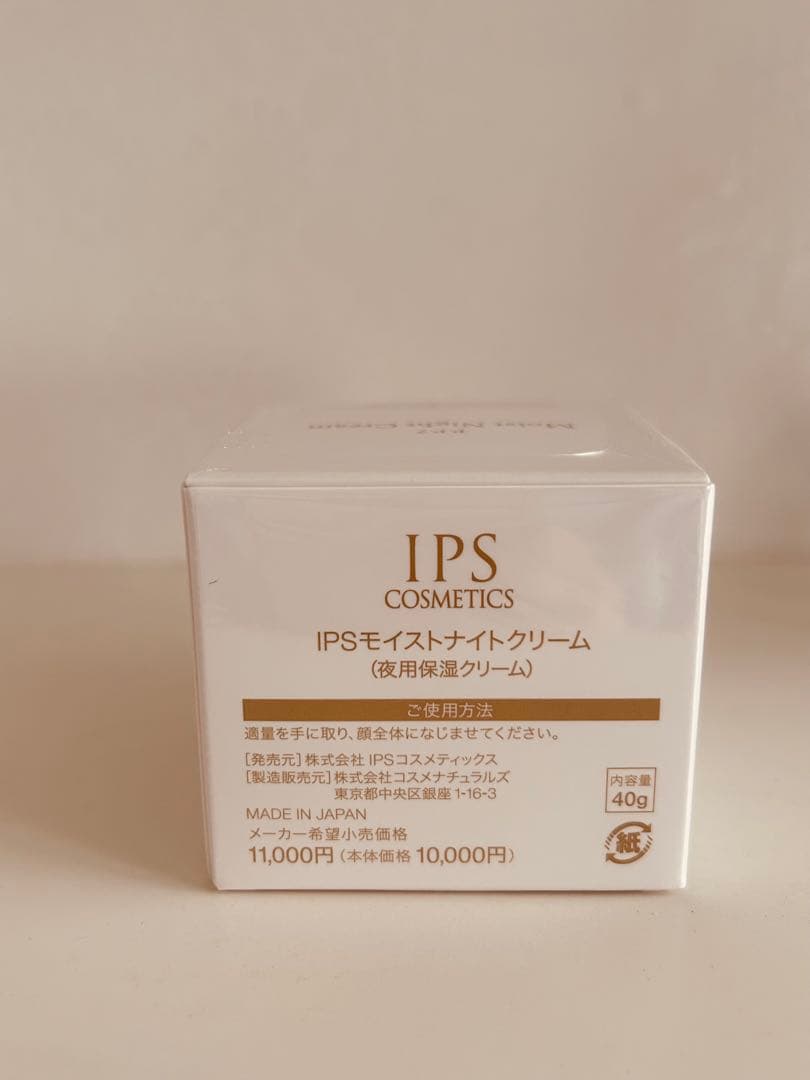 IPS
Moist Night Cream
IPS
COSMETICS
IPSモイストナイトクリーム
(夜用保湿クリーム)
ご使用方法
適量を手に取り、顔全体になじませてください。
[発売元]株式会社 IPSコスメティックス
[製造販売元]株式会社コスメナチュラルズ
東京都中央区銀座 1-16-3
MADE IN JAPAN
メーカー希望小売価格
11,000円(本体価格 10,000円)
内容量
40g
紙